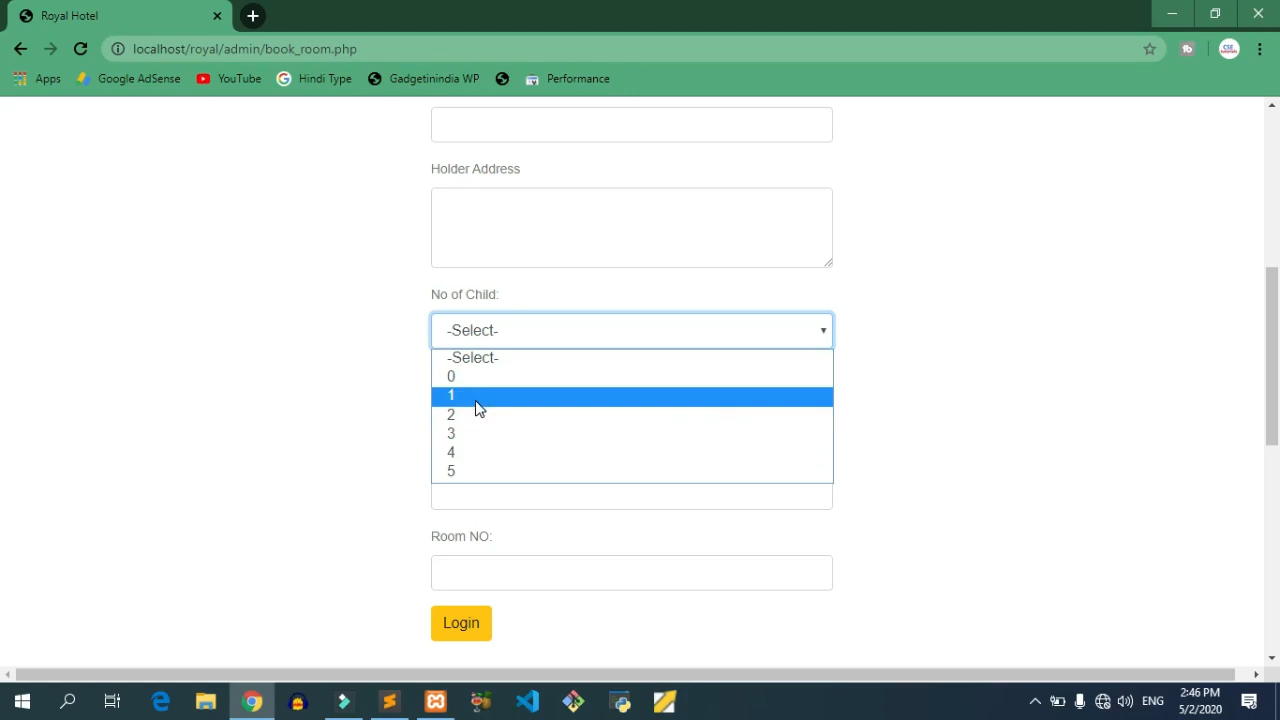 Royal Hotel
localhost/royal/admin/book_room.php
Apps Google AdSense YouTube Hindi Type Gadgetinindia WP Performance
Holder Address
No of Child:
-Select-
-Select-
0
1
2
3
4
5
Room NO:
Login
ENG
2:46 PM
5/2/2020